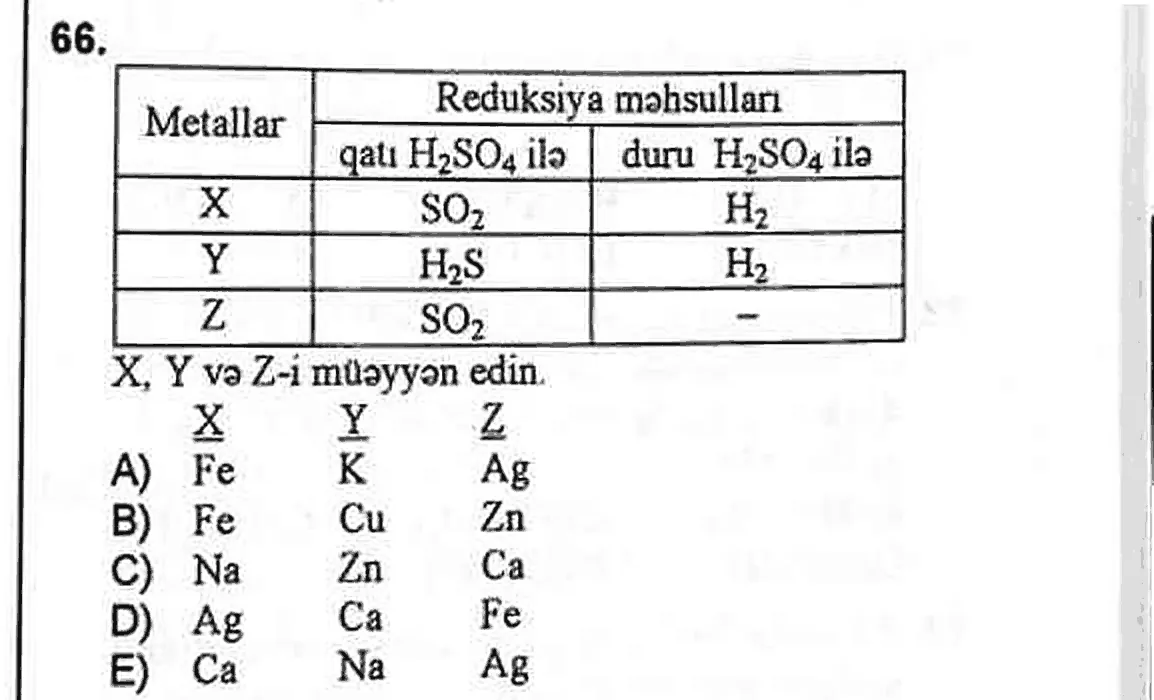 66.
Metallar Reduksiya məhsulları
qatı H₂SO₄ ilə duru H₂SO₄ ilə
X SO₂ H₂
Y H₂S H₂
Z SO₂ –
X, Y və Z-i müəyyən edin.
X Y Z
A) Fe K Ag
B) Fe Cu Zn
C) Na Zn Ca
D) Ag Ca Fe
E) Ca Na Ag